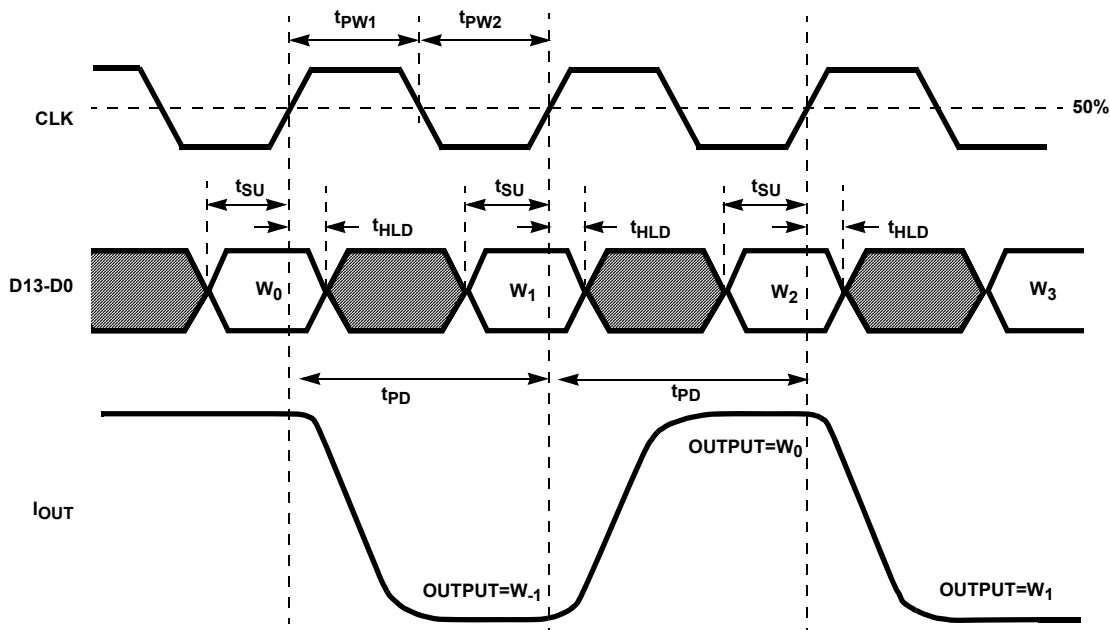 tPW1 tPW2
CLK 50%
tSU tSU tSU
tHLD tHLD tHLD
D13-D0 W0 W1 W2 W3
tPD tPD
OUTPUT=W0
IOUT
OUTPUT=W-1 OUTPUT=W1